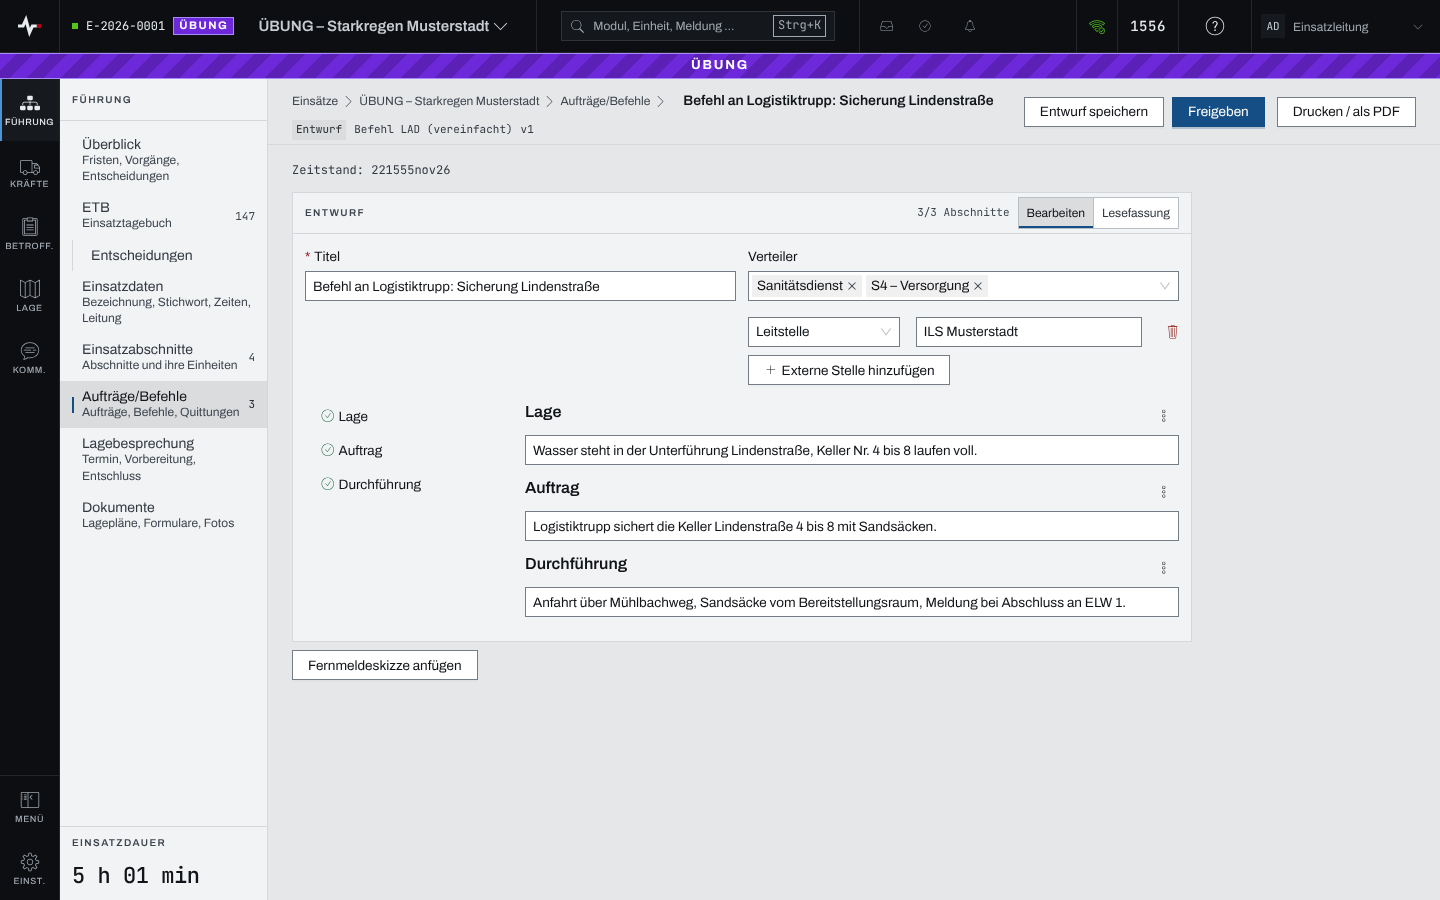 E-2026-0001 ÜBUNG ÜBUNG – Starkregen Musterstadt Modul, Einheit, Meldung ... Strg+K 1556 AD Einsatzleitung
ÜBUNG
FÜHRUNG
KRÄFTE
BETROFF.
LAGE
KOMM.
MENÜ
EINST.
FÜHRUNG
Überblick
Fristen, Vorgänge,
Entscheidungen
ETB
Einsatztagebuch
147
Entscheidungen
Einsatzdaten
Bezeichnung, Stichwort, Zeiten,
Leitung
Einsatzabschnitte
Abschnitte und ihre Einheiten
4
Aufträge/Befehle
Aufträge, Befehle, Quittungen
3
Lagebesprechung
Termin, Vorbereitung,
Entschluss
Dokumente
Lagepläne, Formulare, Fotos
EINSATZDAUER
5 h 01 min
Einsätze ÜBUNG – Starkregen Musterstadt Aufträge/Befehle Befehl an Logistiktrupp: Sicherung Lindenstraße
Entwurf Befehl LAD (vereinfacht) v1
Entwurf speichern Freigeben Drucken / als PDF
Zeitstand: 221555nov26
ENTWURF 3/3 Abschnitte Bearbeiten Lesefassung
* Titel
Befehl an Logistiktrupp: Sicherung Lindenstraße
Verteiler
Sanitätsdienst S4 – Versorgung
Leitstelle ILS Musterstadt
Externe Stelle hinzufügen
Lage
Auftrag
Durchführung
Lage
Wasser steht in der Unterführung Lindenstraße, Keller Nr. 4 bis 8 laufen voll.
Auftrag
Logistiktrupp sichert die Keller Lindenstraße 4 bis 8 mit Sandsäcken.
Durchführung
Anfahrt über Mühlbachweg, Sandsäcke vom Bereitstellungsraum, Meldung bei Abschluss an ELW 1.
Fernmeldeskizze anfügen